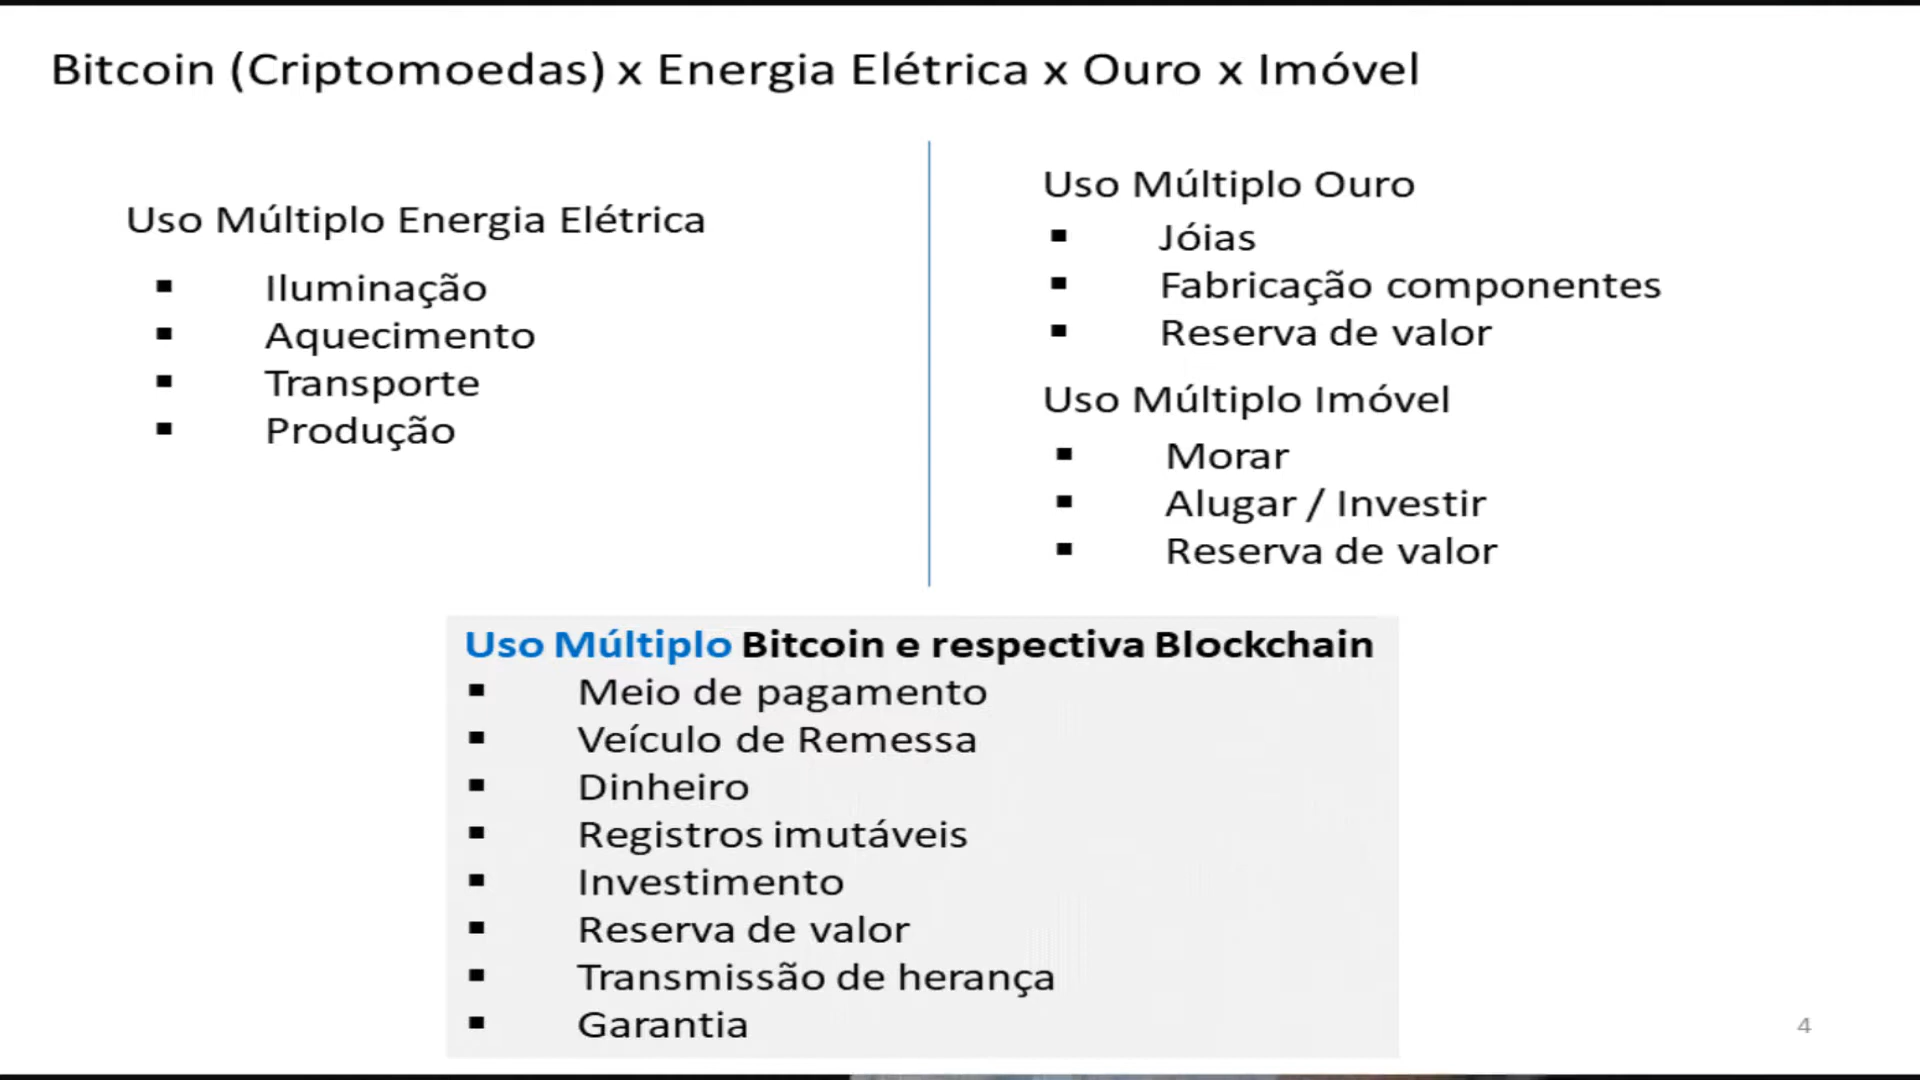 Bitcoin (Criptomoedas) x Energia Elétrica x Ouro x Imóvel
Uso Múltiplo Energia Elétrica
▪ Iluminação
▪ Aquecimento
▪ Transporte
▪ Produção
Uso Múltiplo Ouro
▪ Jóias
▪ Fabricação componentes
▪ Reserva de valor
Uso Múltiplo Imóvel
▪ Morar
▪ Alugar / Investir
▪ Reserva de valor
Uso Múltiplo Bitcoin e respectiva Blockchain
▪ Meio de pagamento
▪ Veículo de Remessa
▪ Dinheiro
▪ Registros imutáveis
▪ Investimento
▪ Reserva de valor
▪ Transmissão de herança
▪ Garantia
4